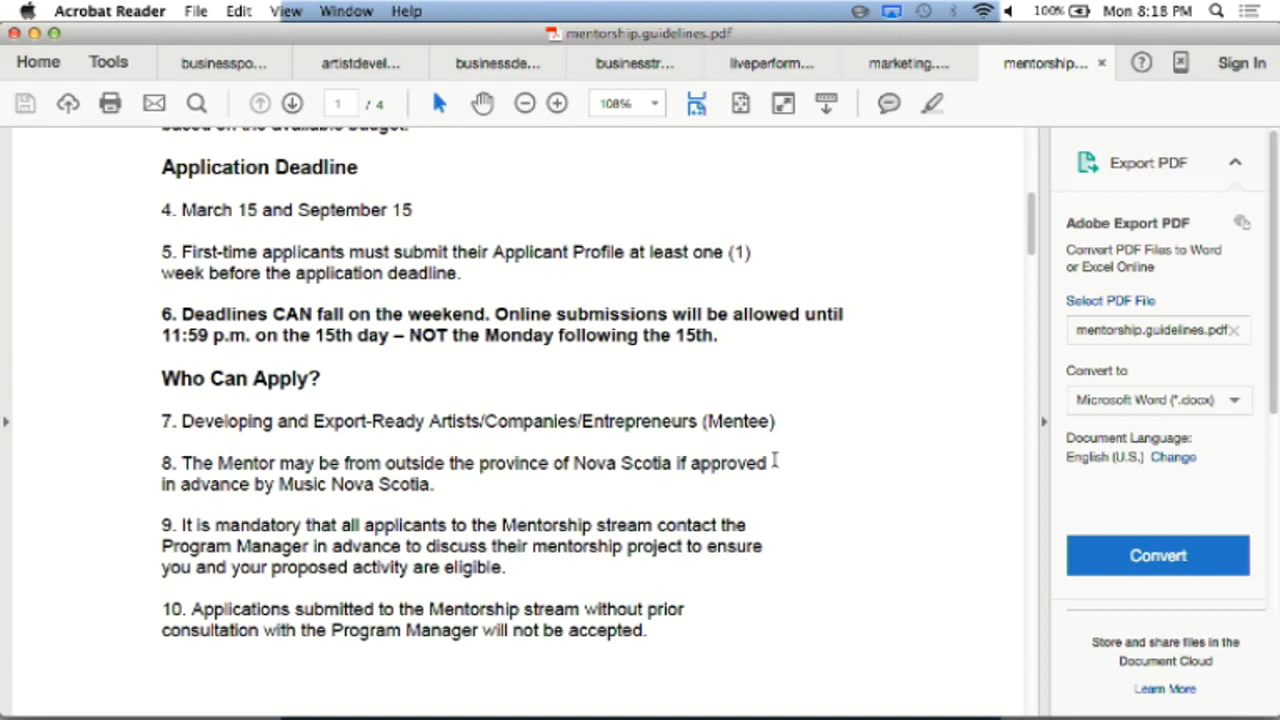 Acrobat Reader File Edit View Window Help 100% Mon 8:18 PM
mentorship.guidelines.pdf
Home Tools businesspo... artistdevel... businessde... businesstr... liveperform... marketing.... mentorship... × Sign In
1 / 4 108%
based on the available budget.
Application Deadline
4. March 15 and September 15
5. First-time applicants must submit their Applicant Profile at least one (1)
week before the application deadline.
6. Deadlines CAN fall on the weekend. Online submissions will be allowed until
11:59 p.m. on the 15th day – NOT the Monday following the 15th.
Who Can Apply?
7. Developing and Export-Ready Artists/Companies/Entrepreneurs (Mentee)
8. The Mentor may be from outside the province of Nova Scotia if approved
in advance by Music Nova Scotia.
9. It is mandatory that all applicants to the Mentorship stream contact the
Program Manager in advance to discuss their mentorship project to ensure
you and your proposed activity are eligible.
10. Applications submitted to the Mentorship stream without prior
consultation with the Program Manager will not be accepted.
Export PDF
Adobe Export PDF
Convert PDF Files to Word
or Excel Online
Select PDF File
mentorship.guidelines.pdf
Convert to
Microsoft Word (*.docx)
Document Language:
English (U.S.) Change
Convert
Store and share files in the
Document Cloud
Learn More